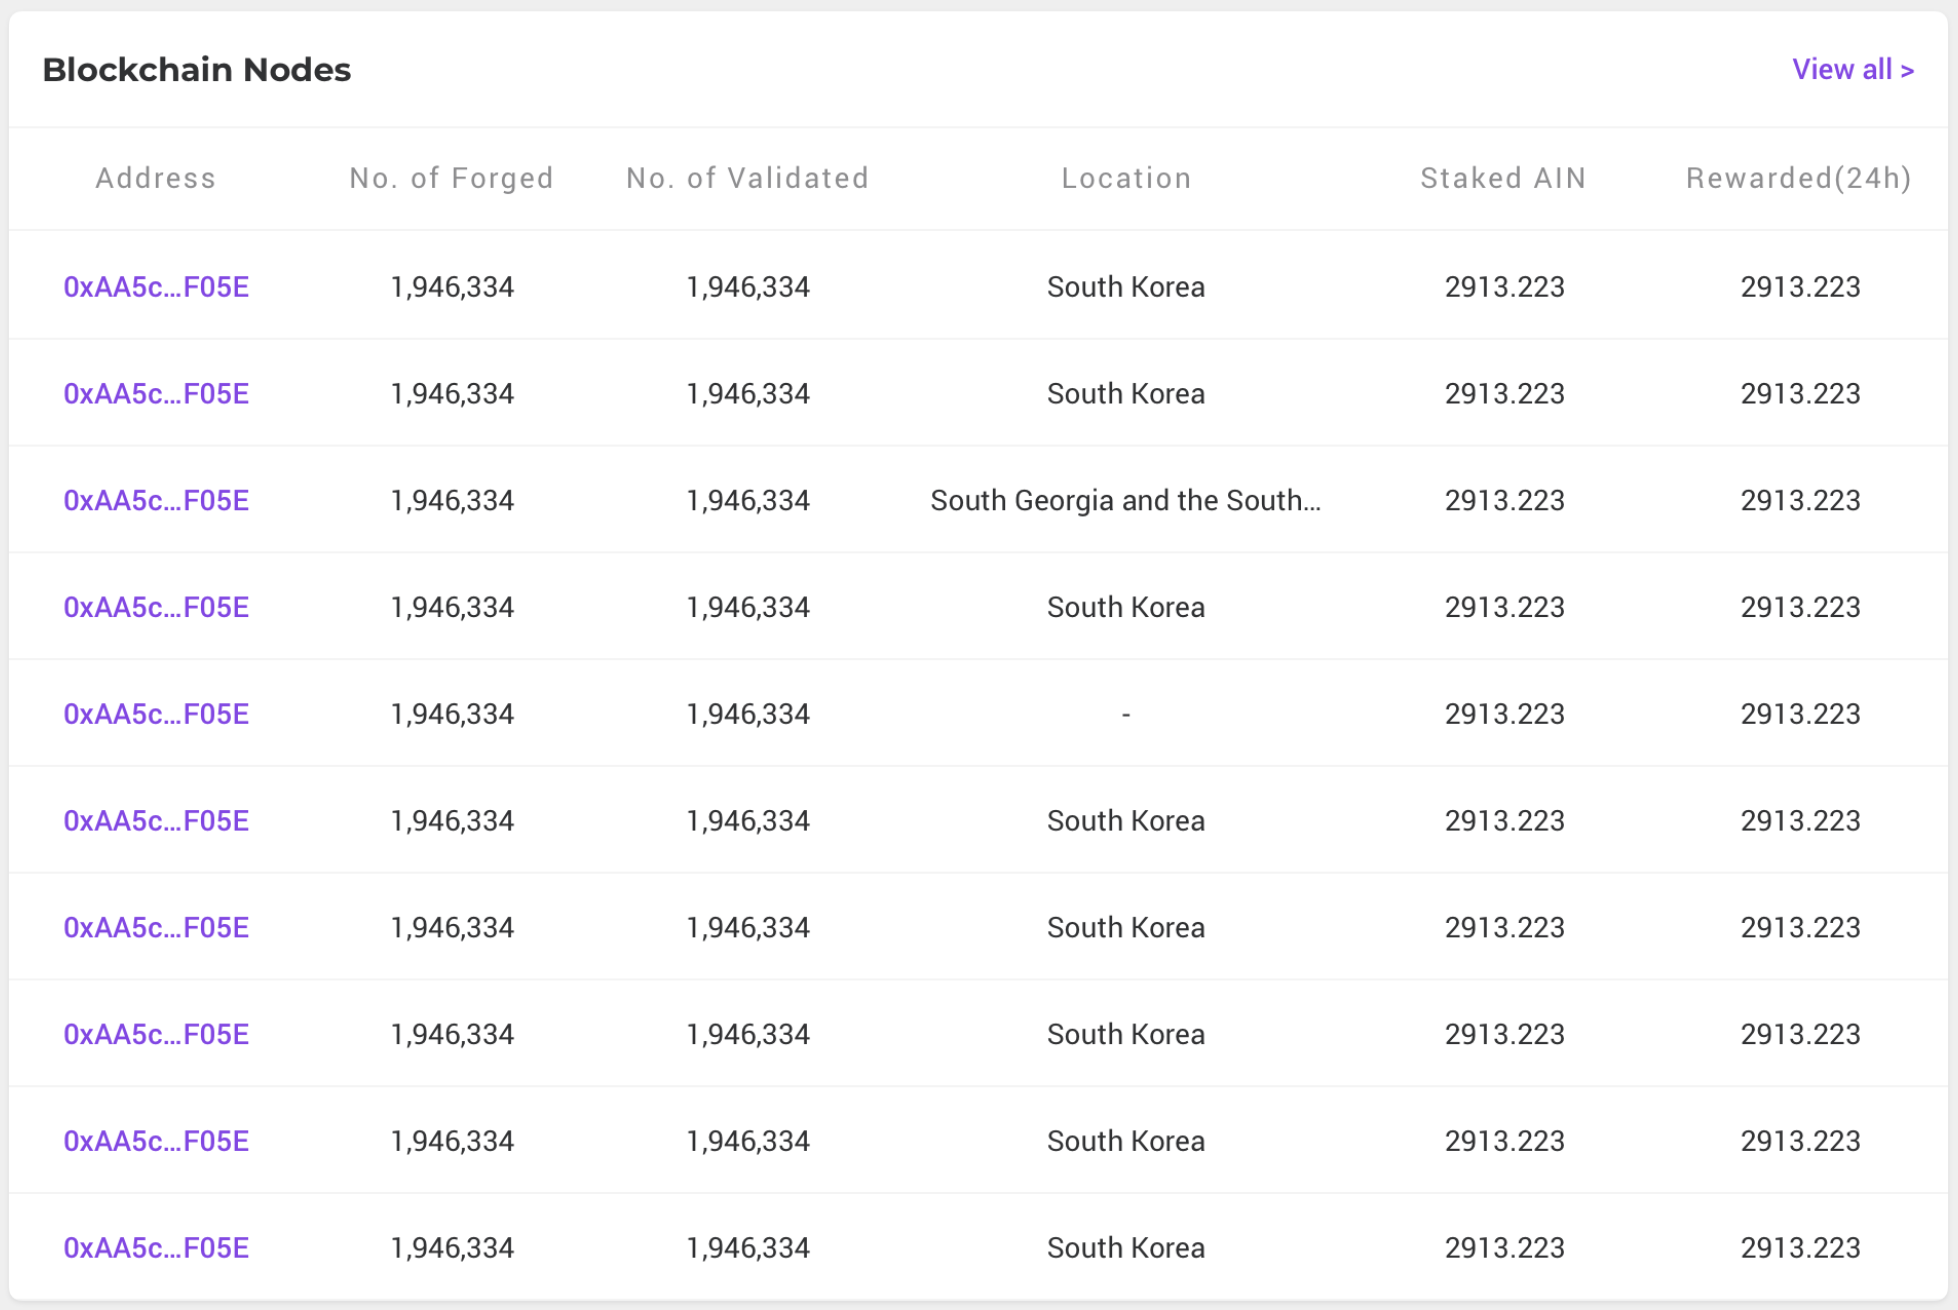 Blockchain Nodes View all >
Address No. of Forged No. of Validated Location Staked AIN Rewarded(24h)
0xAA5c...F05E 1,946,334 1,946,334 South Korea 2913.223 2913.223
0xAA5c...F05E 1,946,334 1,946,334 South Korea 2913.223 2913.223
0xAA5c...F05E 1,946,334 1,946,334 South Georgia and the South... 2913.223 2913.223
0xAA5c...F05E 1,946,334 1,946,334 South Korea 2913.223 2913.223
0xAA5c...F05E 1,946,334 1,946,334 - 2913.223 2913.223
0xAA5c...F05E 1,946,334 1,946,334 South Korea 2913.223 2913.223
0xAA5c...F05E 1,946,334 1,946,334 South Korea 2913.223 2913.223
0xAA5c...F05E 1,946,334 1,946,334 South Korea 2913.223 2913.223
0xAA5c...F05E 1,946,334 1,946,334 South Korea 2913.223 2913.223
0xAA5c...F05E 1,946,334 1,946,334 South Korea 2913.223 2913.223